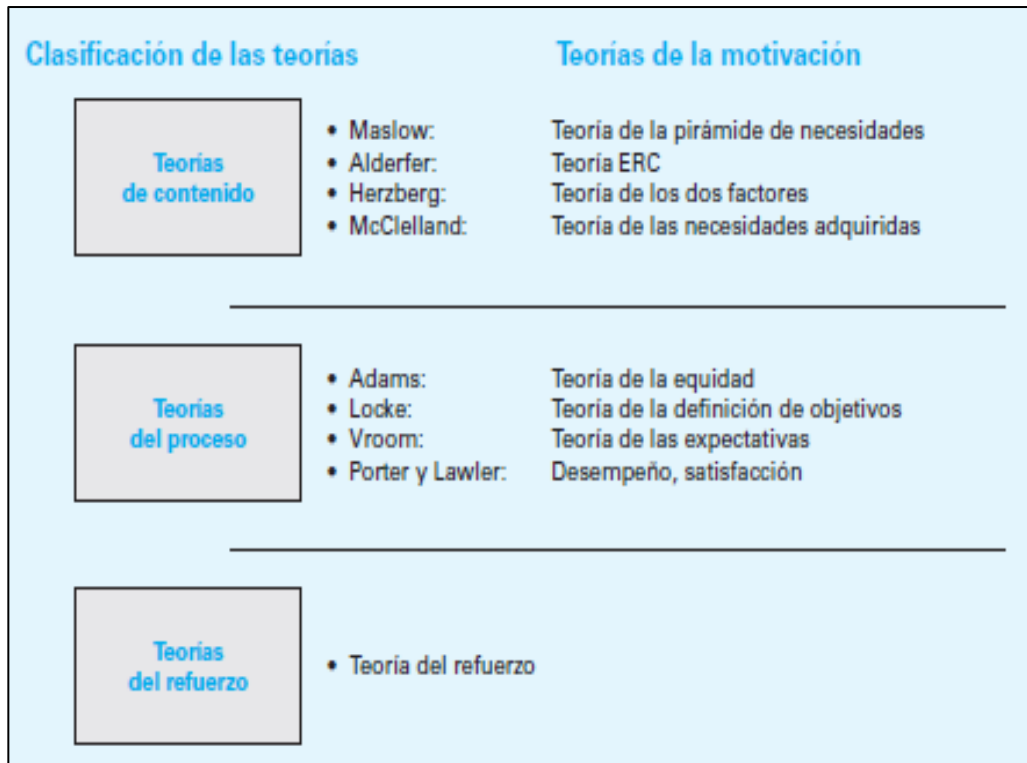 Clasificación de las teorías Teorías de la motivación
Teorías
de contenido
• Maslow: Teoría de la pirámide de necesidades
• Alderfer: Teoría ERC
• Herzberg: Teoría de los dos factores
• McClelland: Teoría de las necesidades adquiridas
Teorías
del proceso
• Adams: Teoría de la equidad
• Locke: Teoría de la definición de objetivos
• Vroom: Teoría de las expectativas
• Porter y Lawler: Desempeño, satisfacción
Teorías
del refuerzo
• Teoría del refuerzo